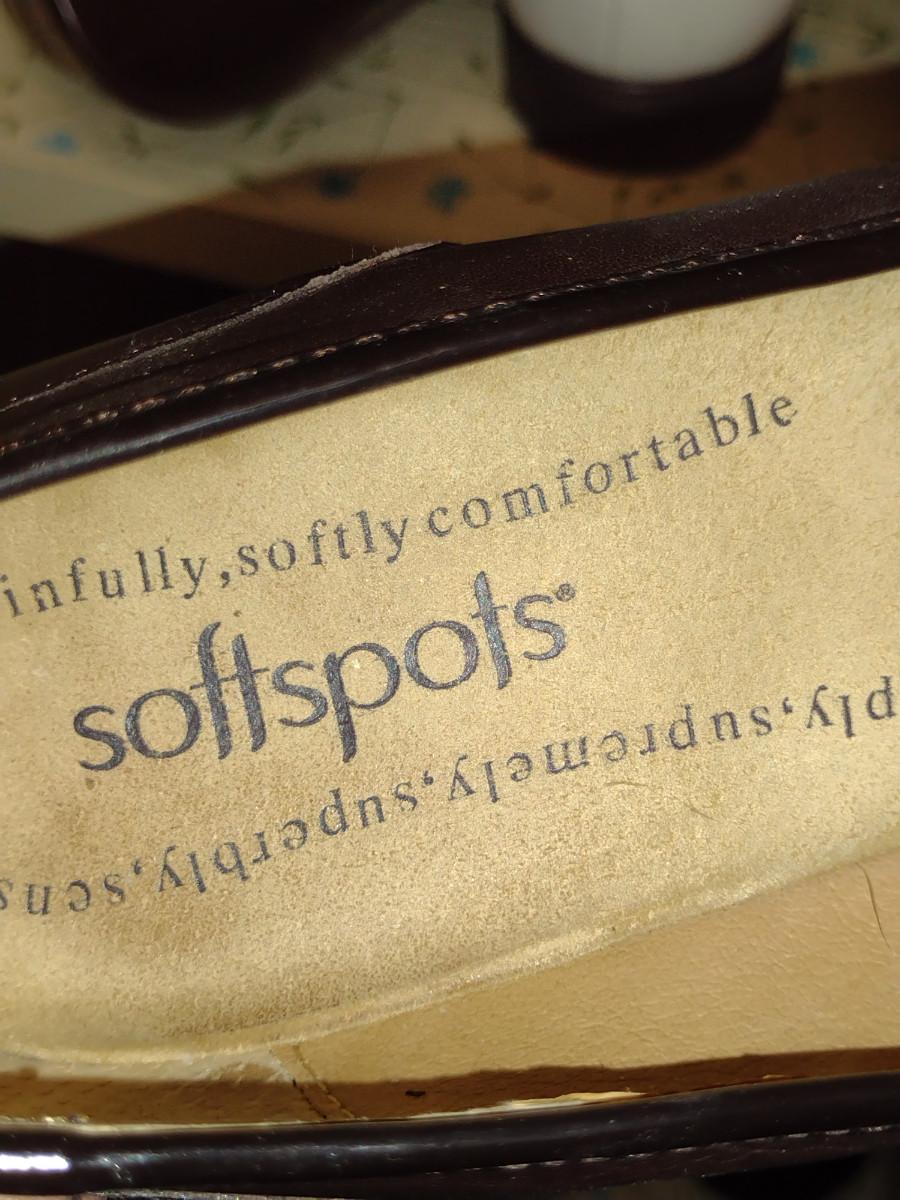 infully, softly comfortable
softspots®
ply, supremely, superbly, sens